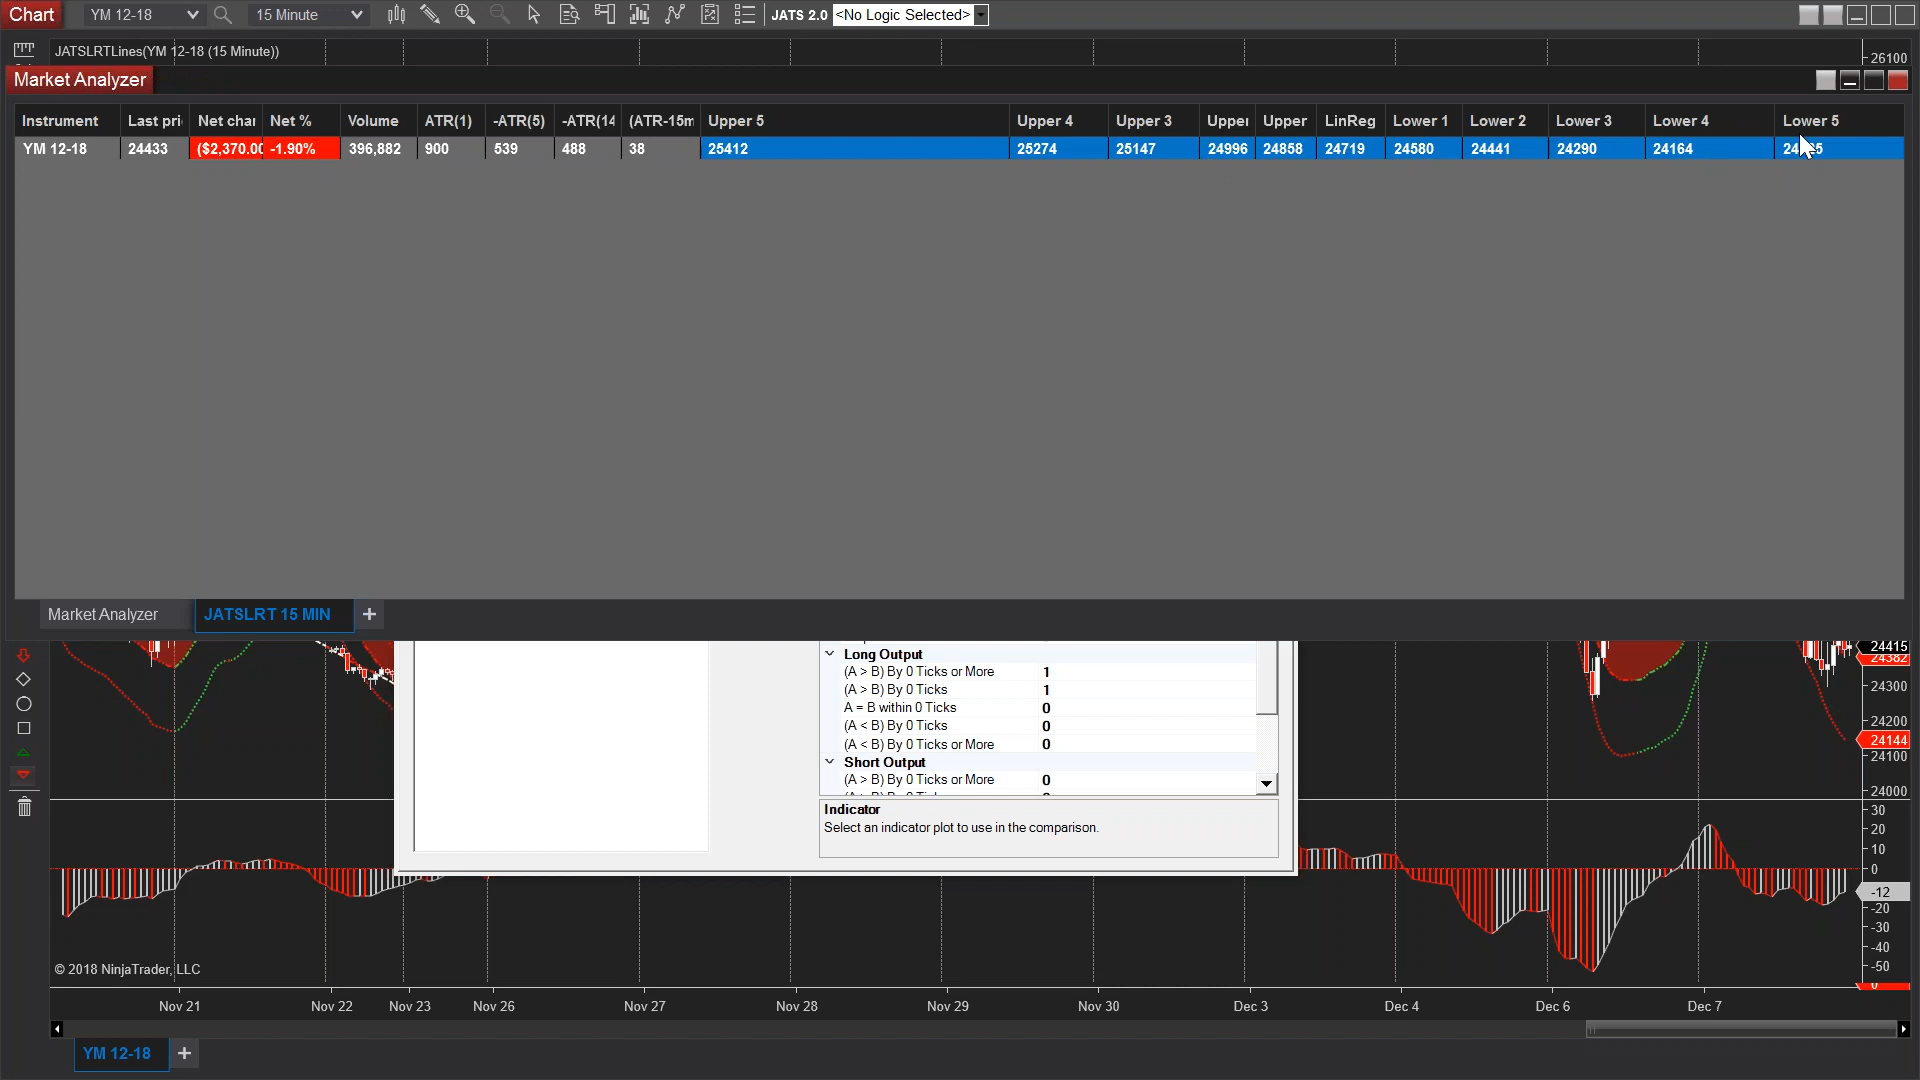 Chart YM 12-18 15 Minute JATS 2.0 <No Logic Selected>
JATSLRTLines(YM 12-18 (15 Minute))
26100
Market Analyzer
Instrument Last pri Net char Net % Volume ATR(1) -ATR(5) -ATR(14 (ATR-15m Upper 5 Upper 4 Upper 3 Upper Upper LinReg Lower 1 Lower 2 Lower 3 Lower 4 Lower 5
YM 12-18 24433 ($2,370.00 -1.90% 396,882 900 539 488 38 25412 25274 25147 24996 24858 24719 24580 24441 24290 24164
Market Analyzer JATSLRT 15 MIN +
24415
24382
24300
24200
24144
24100
24000
Long Output
(A > B) By 0 Ticks or More 1
(A > B) By 0 Ticks 1
A = B within 0 Ticks 0
(A < B) By 0 Ticks 0
(A < B) By 0 Ticks or More 0
Short Output
(A > B) By 0 Ticks or More 0
Indicator
Select an indicator plot to use in the comparison.
30
20
10
0
-12
-20
-30
-40
-50
0
© 2018 NinjaTrader, LLC
Nov 21 Nov 22 Nov 23 Nov 26 Nov 27 Nov 28 Nov 29 Nov 30 Dec 3 Dec 4 Dec 6 Dec 7
YM 12-18 +